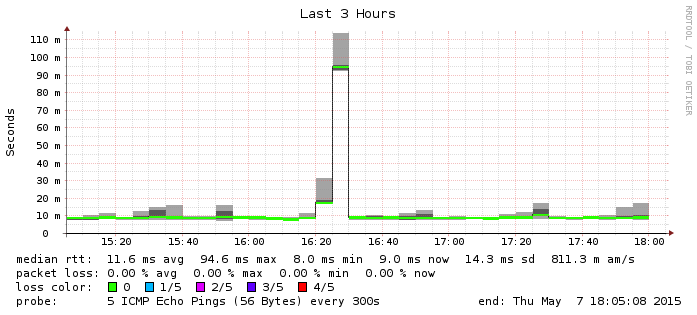 Last 3 Hours
RRDTOOL / TOBI OETIKER
Seconds
110 m
100 m
90 m
80 m
70 m
60 m
50 m
40 m
30 m
20 m
10 m
0
15:20 15:40 16:00 16:20 16:40 17:00 17:20 17:40 18:00
median rtt: 11.6 ms avg 94.6 ms max 8.0 ms min 9.0 ms now 14.3 ms sd 811.3 m am/s
packet loss: 0.00 % avg 0.00 % max 0.00 % min 0.00 % now
loss color: 0 1/5 2/5 3/5 4/5
probe: 5 ICMP Echo Pings (56 Bytes) every 300s end: Thu May 7 18:05:08 2015